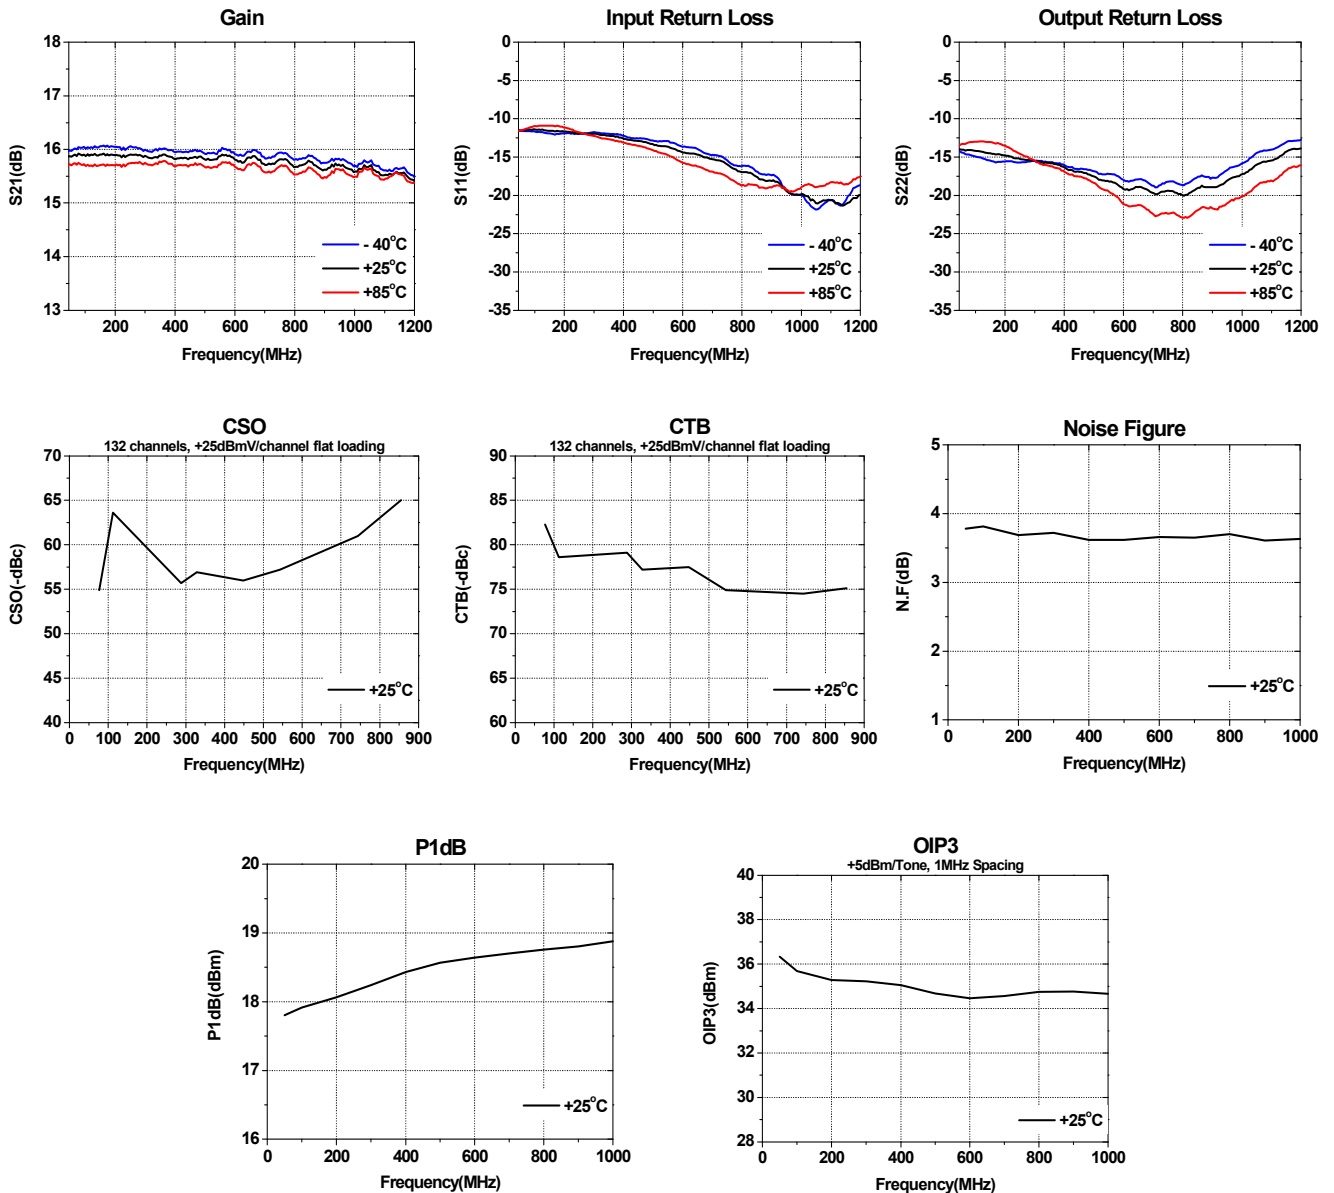 Gain
18
17
16
15
14
13
S21(dB)
- 40°C
+25°C
+85°C
200 400 600 800 1000 1200
Frequency(MHz)
Input Return Loss
0
-5
-10
-15
-20
-25
-30
-35
S11(dB)
- 40°C
+25°C
+85°C
200 400 600 800 1000 1200
Frequency(MHz)
Output Return Loss
0
-5
-10
-15
-20
-25
-30
-35
S22(dB)
- 40°C
+25°C
+85°C
200 400 600 800 1000 1200
Frequency(MHz)
CSO
132 channels, +25dBmV/channel flat loading
70
65
60
55
50
45
40
CSO(-dBc)
+25°C
0 100 200 300 400 500 600 700 800 900
Frequency(MHz)
CTB
132 channels, +25dBmV/channel flat loading
90
85
80
75
70
65
60
CTB(-dBc)
+25°C
0 100 200 300 400 500 600 700 800 900
Frequency(MHz)
Noise Figure
5
4
3
2
1
N.F(dB)
+25°C
0 200 400 600 800 1000
Frequency(MHz)
P1dB
20
19
18
17
16
P1dB(dBm)
+25°C
0 200 400 600 800 1000
Frequency(MHz)
OIP3
+5dBm/Tone, 1MHz Spacing
40
38
36
34
32
30
28
OIP3(dBm)
+25°C
0 200 400 600 800 1000
Frequency(MHz)